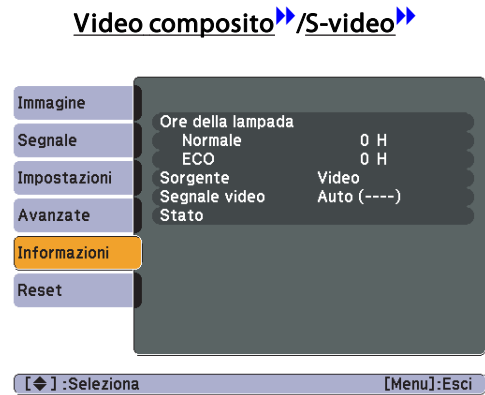 Video composito/S-video
Immagine
Segnale
Impostazioni
Avanzate
Informazioni
Reset
Ore della lampada
Normale 0 H
ECO 0 H
Sorgente Video
Segnale video Auto (----)
Stato
[◆] :Seleziona [Menu]:Esci